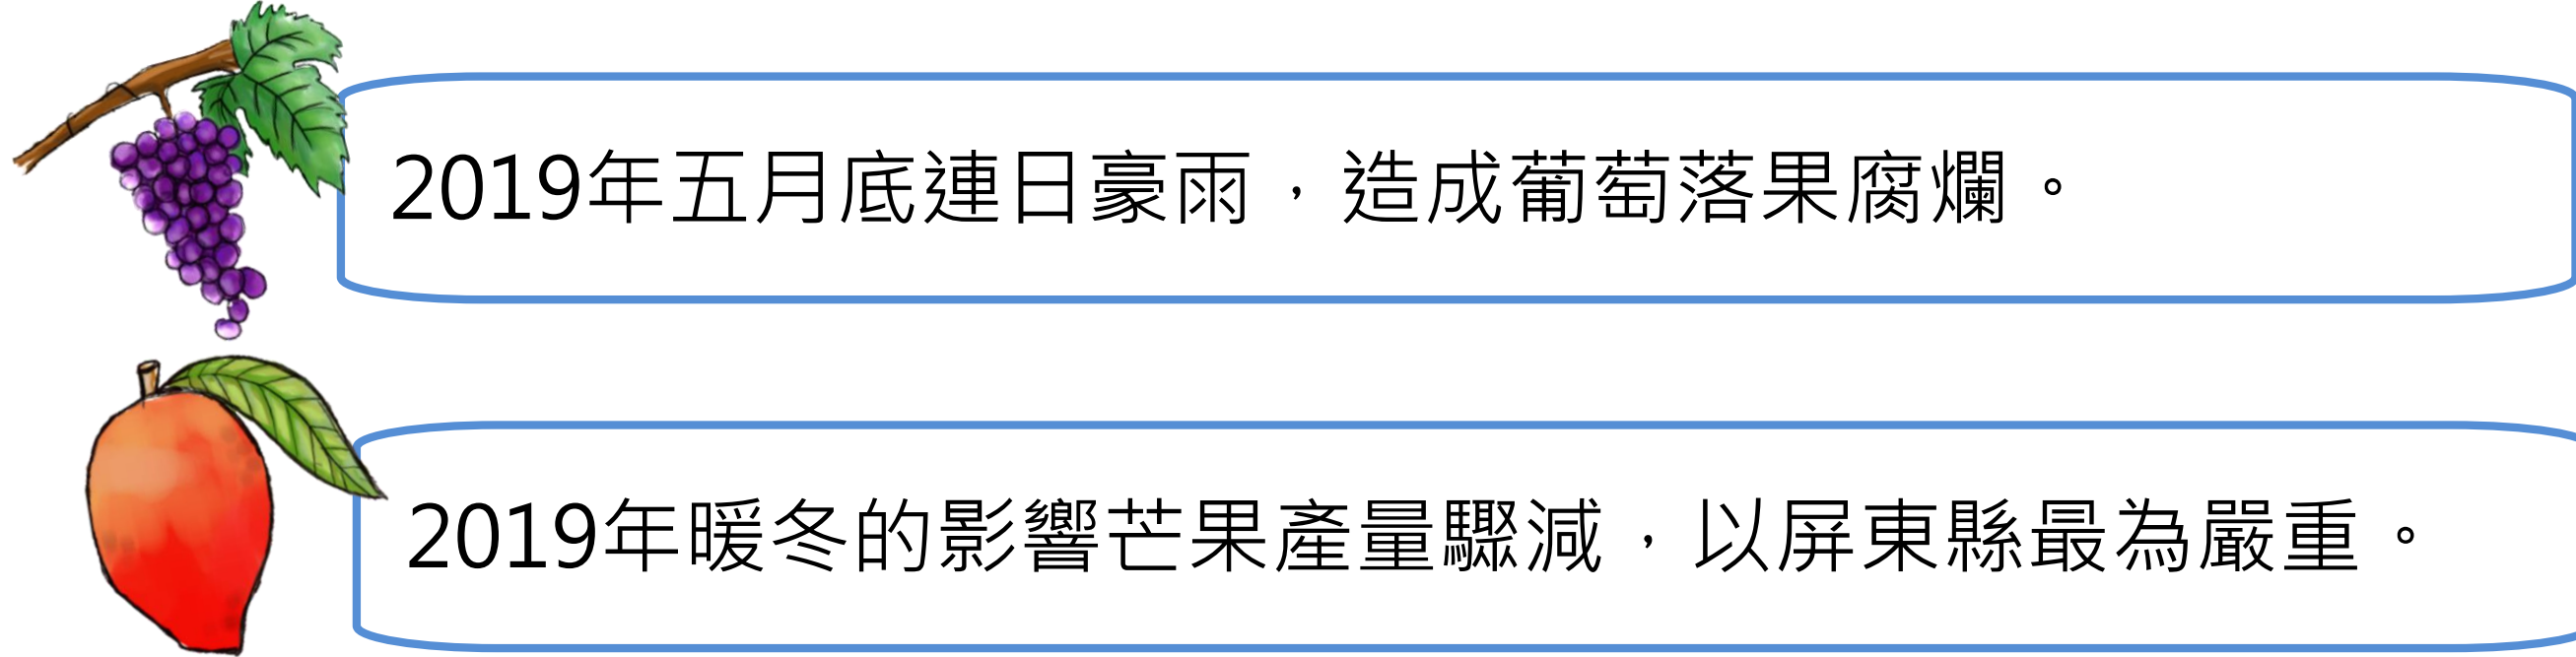 2019年五月底連日豪雨，造成葡萄落果腐爛。
2019年暖冬的影響芒果產量驟減，以屏東縣最為嚴重。